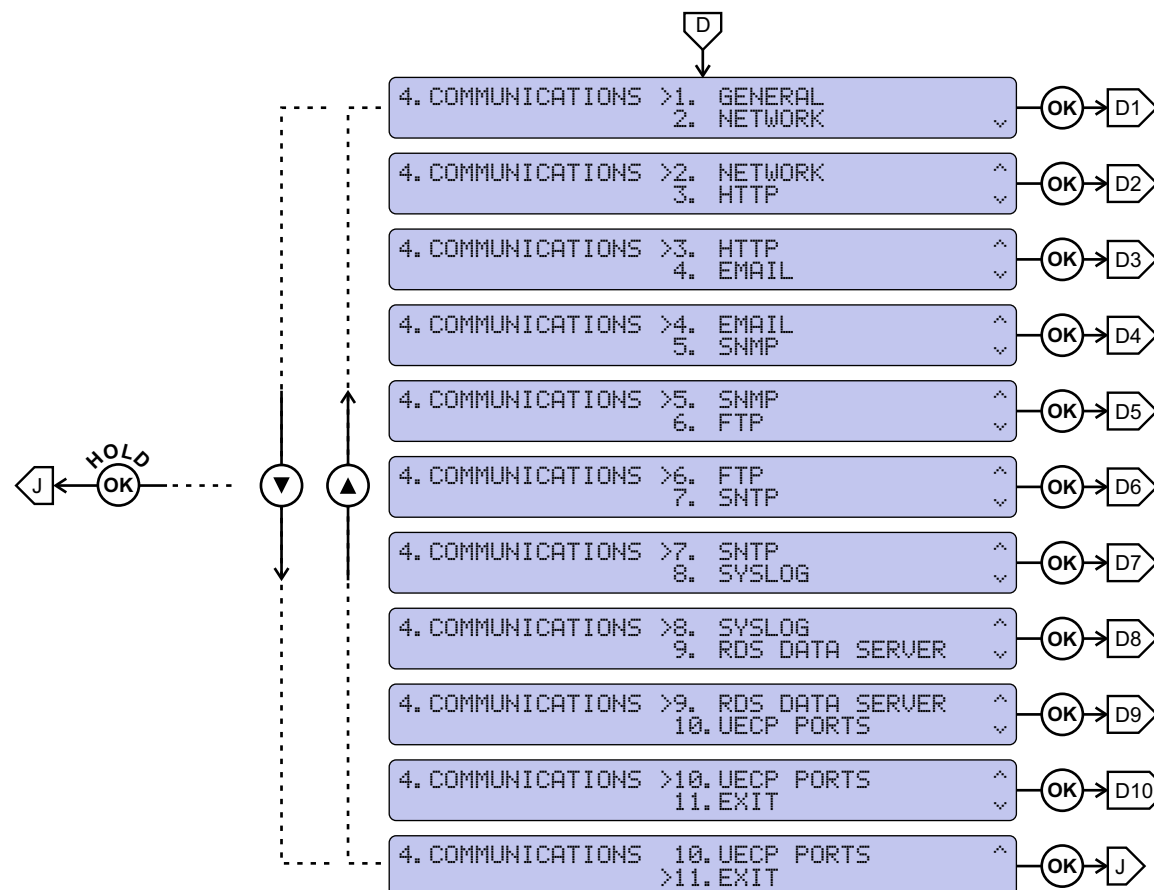 D
4. COMMUNICATIONS >1. GENERAL
2. NETWORK
OK D1
4. COMMUNICATIONS >2. NETWORK
3. HTTP
OK D2
4. COMMUNICATIONS >3. HTTP
4. EMAIL
OK D3
4. COMMUNICATIONS >4. EMAIL
5. SNMP
OK D4
4. COMMUNICATIONS >5. SNMP
6. FTP
OK D5
J HOLD OK
4. COMMUNICATIONS >6. FTP
7. SNTP
OK D6
4. COMMUNICATIONS >7. SNTP
8. SYSLOG
OK D7
4. COMMUNICATIONS >8. SYSLOG
9. RDS DATA SERVER
OK D8
4. COMMUNICATIONS >9. RDS DATA SERVER
10. UECP PORTS
OK D9
4. COMMUNICATIONS >10. UECP PORTS
11. EXIT
OK D10
4. COMMUNICATIONS 10. UECP PORTS
>11. EXIT
OK J